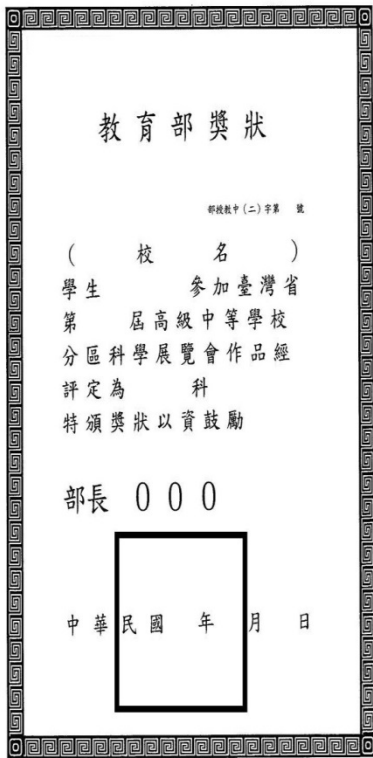 教育部獎狀
部授教中(二)字第 號
( 校 名 )
學生 參加臺灣省
第 屆高級中等學校
分區科學展覽會作品經
評定為 科
特頒獎狀以資鼓勵
部長 000
中華民國 年 月 日